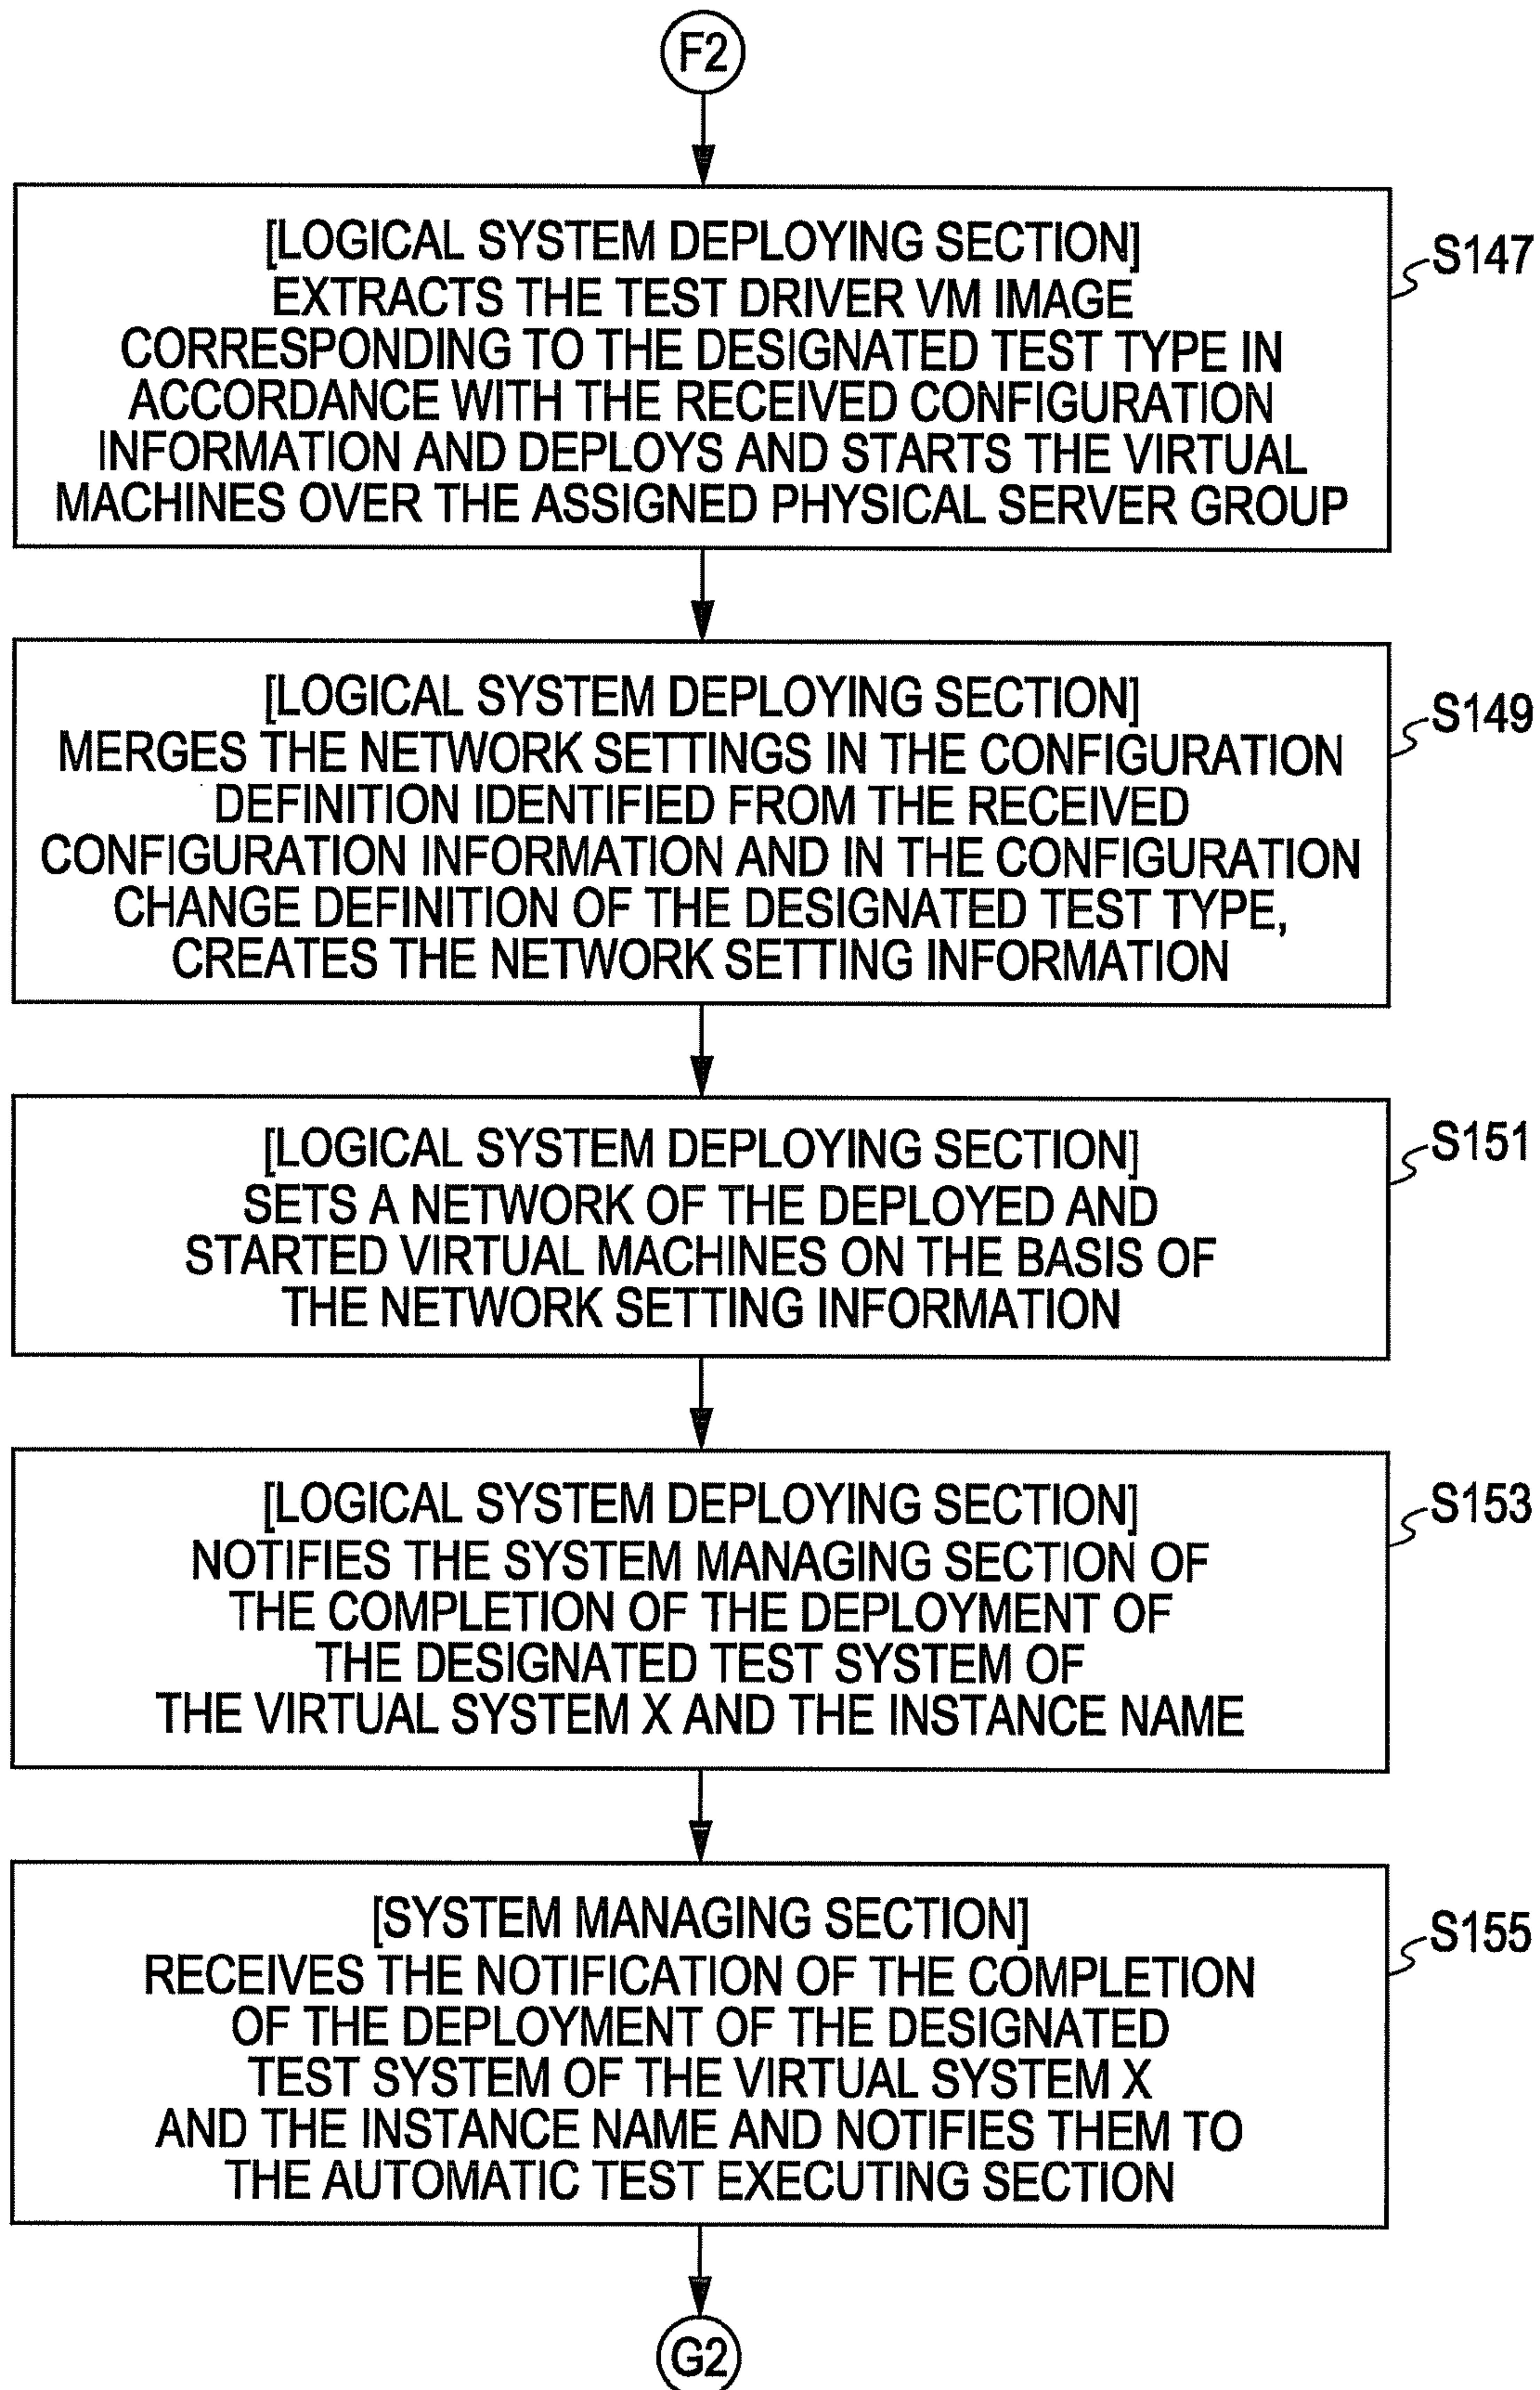 F2
[LOGICAL SYSTEM DEPLOYING SECTION]
EXTRACTS THE TEST DRIVER VM IMAGE
CORRESPONDING TO THE DESIGNATED TEST TYPE IN
ACCORDANCE WITH THE RECEIVED CONFIGURATION
INFORMATION AND DEPLOYS AND STARTS THE VIRTUAL
MACHINES OVER THE ASSIGNED PHYSICAL SERVER GROUP
S147
[LOGICAL SYSTEM DEPLOYING SECTION]
MERGES THE NETWORK SETTINGS IN THE CONFIGURATION
DEFINITION IDENTIFIED FROM THE RECEIVED
CONFIGURATION INFORMATION AND IN THE CONFIGURATION
CHANGE DEFINITION OF THE DESIGNATED TEST TYPE,
CREATES THE NETWORK SETTING INFORMATION
S149
[LOGICAL SYSTEM DEPLOYING SECTION]
SETS A NETWORK OF THE DEPLOYED AND
STARTED VIRTUAL MACHINES ON THE BASIS OF
THE NETWORK SETTING INFORMATION
S151
[LOGICAL SYSTEM DEPLOYING SECTION]
NOTIFIES THE SYSTEM MANAGING SECTION OF
THE COMPLETION OF THE DEPLOYMENT OF
THE DESIGNATED TEST SYSTEM OF
THE VIRTUAL SYSTEM X AND THE INSTANCE NAME
S153
[SYSTEM MANAGING SECTION]
RECEIVES THE NOTIFICATION OF THE COMPLETION
OF THE DEPLOYMENT OF THE DESIGNATED
TEST SYSTEM OF THE VIRTUAL SYSTEM X
AND THE INSTANCE NAME AND NOTIFIES THEM TO
THE AUTOMATIC TEST EXECUTING SECTION
S155
G2